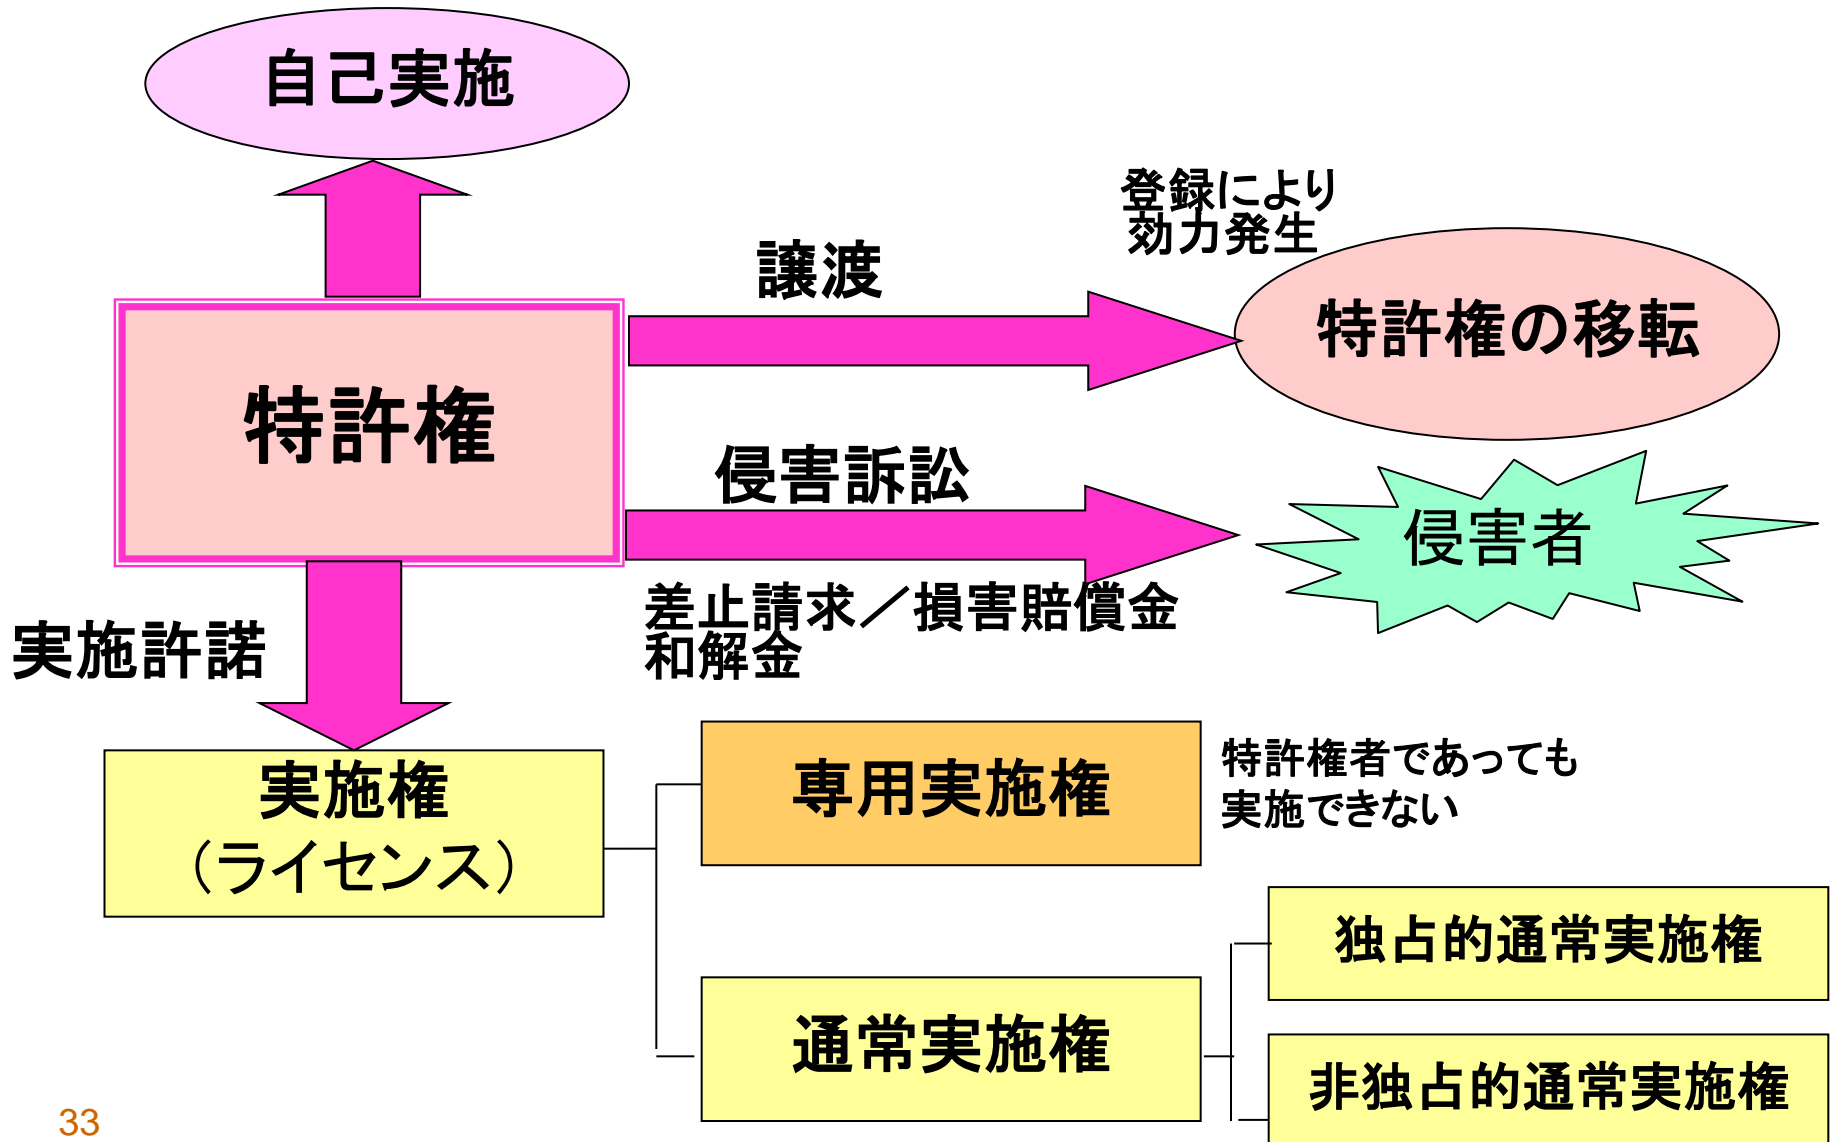 自己実施
登録により
効力発生
譲渡
特許権の移転
特許権
侵害訴訟
侵害者
差止請求／損害賠償金
和解金
実施許諾
実施権
（ライセンス）
専用実施権
特許権者であっても
実施できない
独占的通常実施権
通常実施権
非独占的通常実施権
33